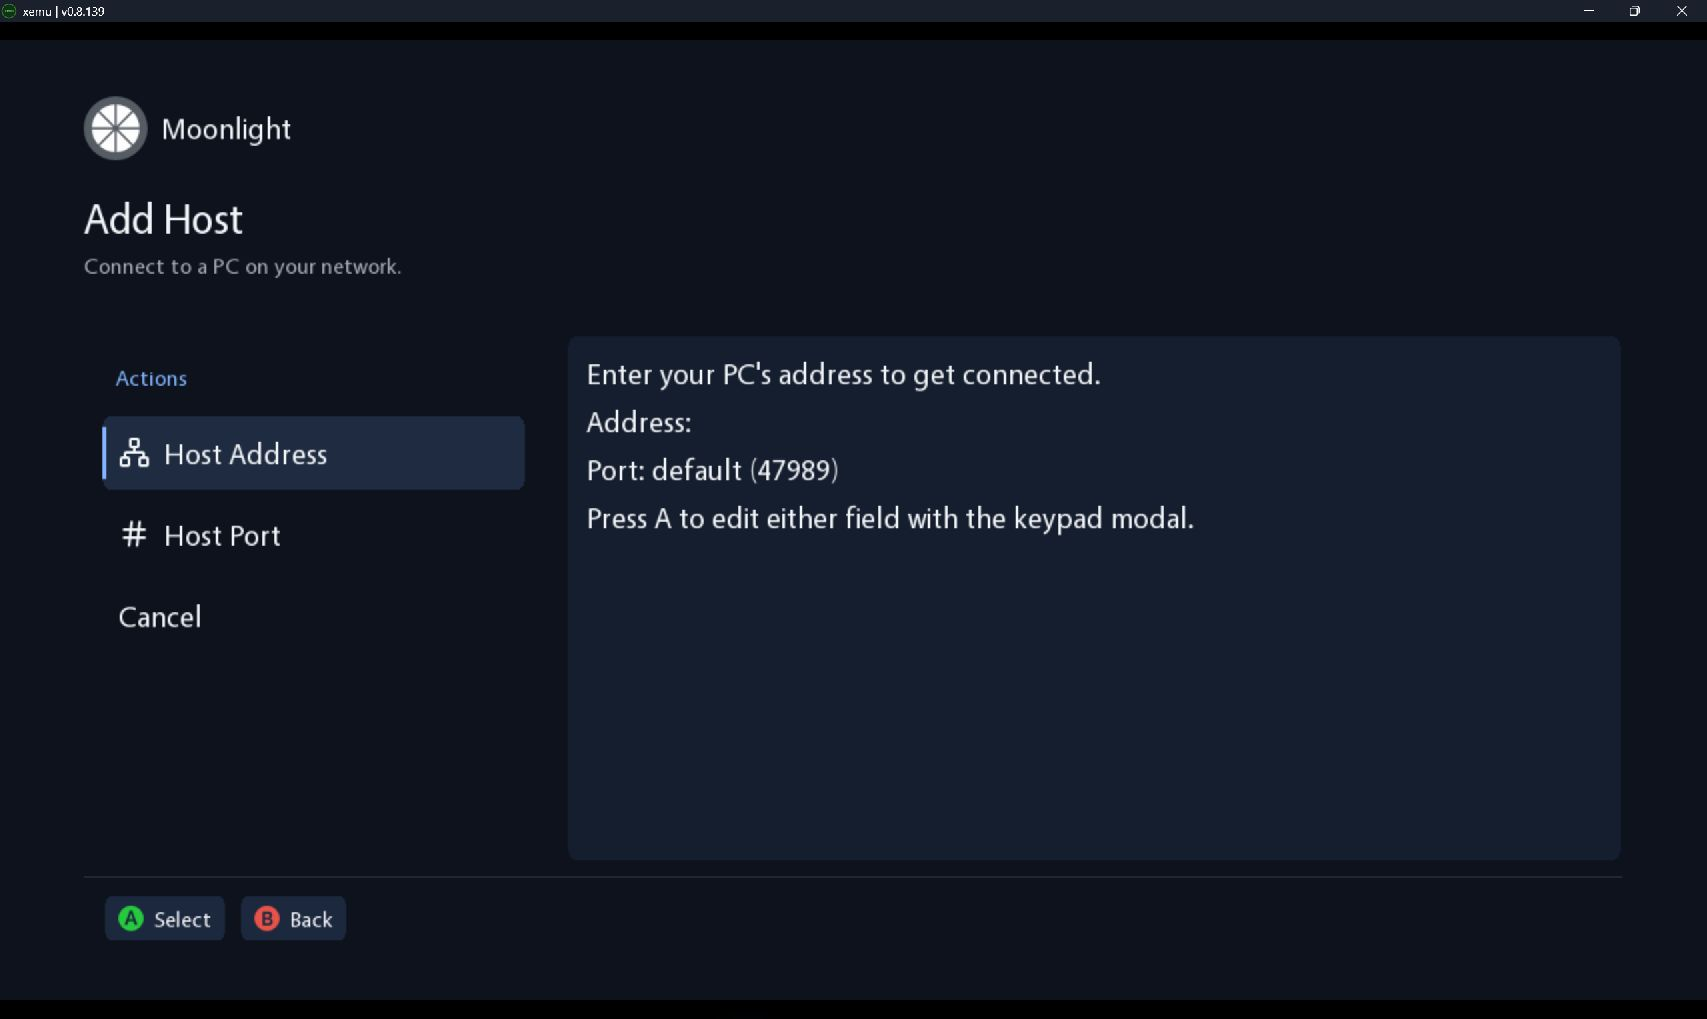 xemu | v0.8.139
Moonlight
Add Host
Connect to a PC on your network.
Actions
Host Address
# Host Port
Cancel
Enter your PC's address to get connected.
Address:
Port: default (47989)
Press A to edit either field with the keypad modal.
A Select
B Back